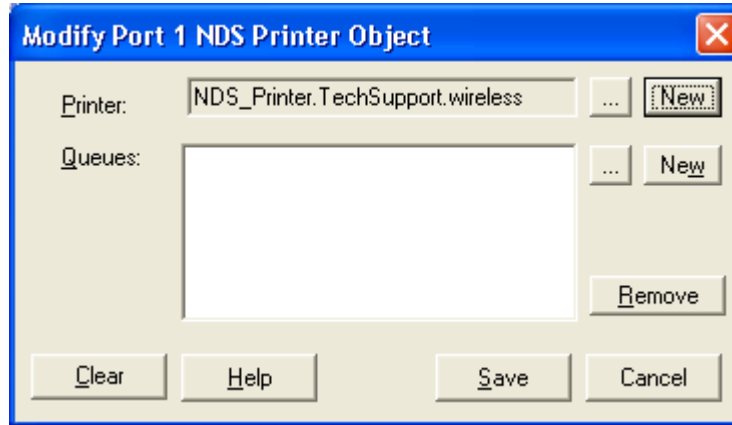 Modify Port 1 NDS Printer Object
Printer: NDS_Printer.TechSupport.wireless ... New
Queues: ... New
Remove
Clear Help Save Cancel